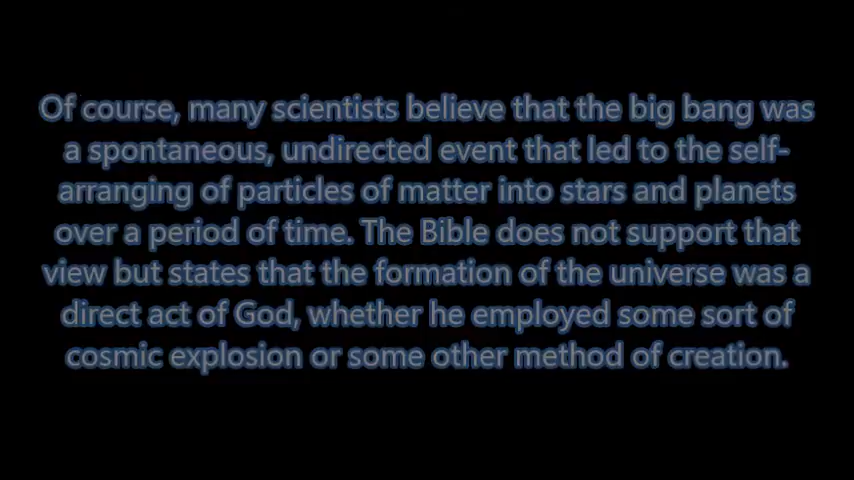 Of course, many scientists believe that the big bang was
a spontaneous, undirected event that led to the self-
arranging of particles of matter into stars and planets
over a period of time. The Bible does not support that
view but states that the formation of the universe was a
direct act of God, whether he employed some sort of
cosmic explosion or some other method of creation.